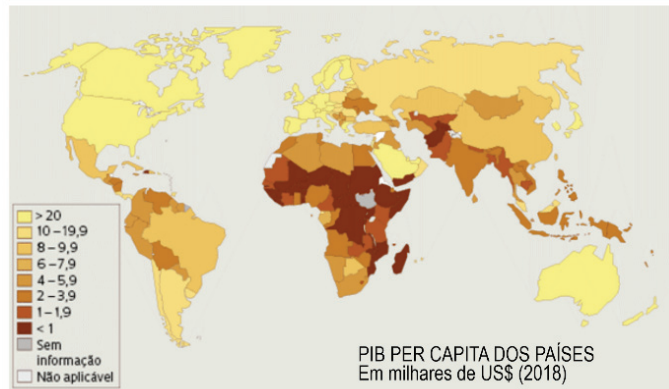 > 20
10 – 19,9
8 – 9,9
6 – 7,9
4 – 5,9
2 – 3,9
1 – 1,9
< 1
Sem
informação
Não aplicável
PIB PER CAPITA DOS PAÍSES
Em milhares de US$ (2018)